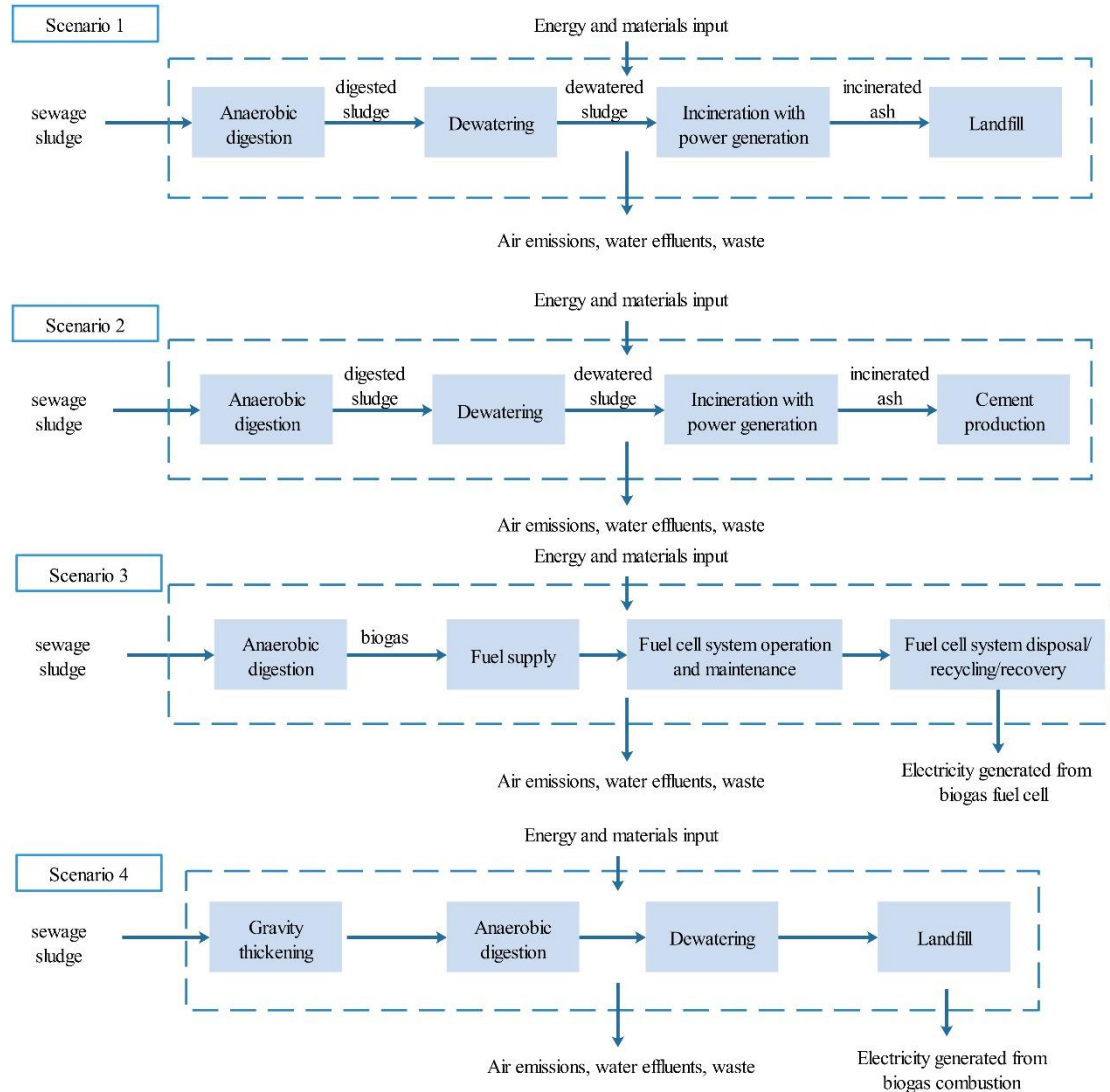 Scenario 1
Energy and materials input
sewage
sludge
Anaerobic
digestion
digested
sludge
Dewatering
dewatered
sludge
Incineration with
power generation
incinerated
ash
Landfill
Air emissions, water effluents, waste
Scenario 2
Energy and materials input
sewage
sludge
Anaerobic
digestion
digested
sludge
Dewatering
dewatered
sludge
Incineration with
power generation
incinerated
ash
Cement
production
Air emissions, water effluents, waste
Scenario 3
Energy and materials input
sewage
sludge
Anaerobic
digestion
biogas
Fuel supply
Fuel cell system operation
and maintenance
Fuel cell system disposal/
recycling/recovery
Air emissions, water effluents, waste
Electricity generated from
biogas fuel cell
Scenario 4
Energy and materials input
sewage
sludge
Gravity
thickening
Anaerobic
digestion
Dewatering
Landfill
Air emissions, water effluents, waste
Electricity generated from
biogas combustion